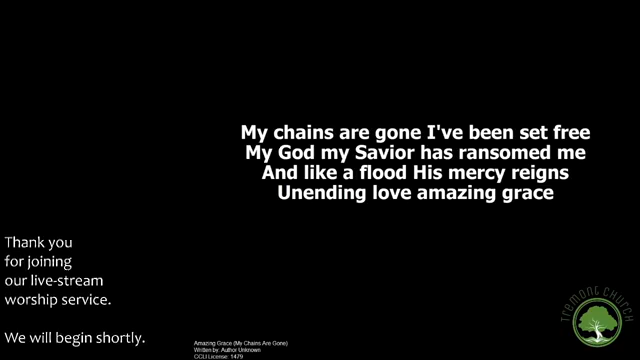 My chains are gone I've been set free
My God my Savior has ransomed me
And like a flood His mercy reigns
Unending love amazing grace
Thank you
for joining
our live-stream
worship service.
We will begin shortly.
TREMONT CHURCH
Amazing Grace (My Chains Are Gone)
Written by: Author Unknown
CCLI License: 1479